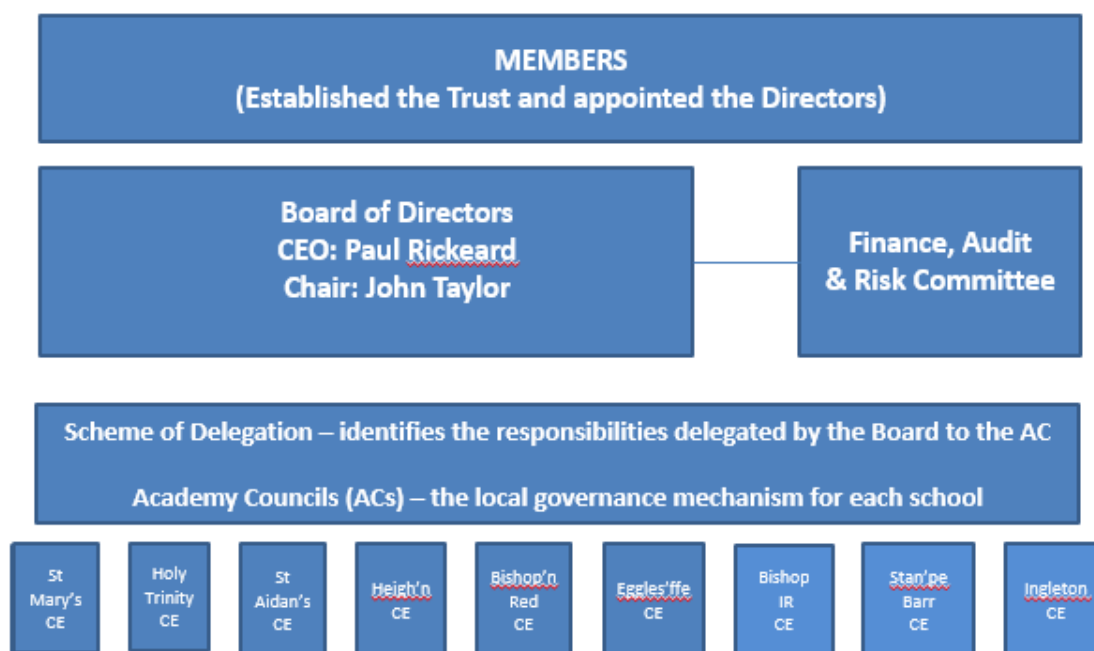 MEMBERS
(Established the Trust and appointed the Directors)
Board of Directors
CEO: Paul Rickeard
Chair: John Taylor
Finance, Audit
& Risk Committee
Scheme of Delegation – identifies the responsibilities delegated by the Board to the AC
Academy Councils (ACs) – the local governance mechanism for each school
St
Mary's
CE
Holy
Trinity
CE
St
Aidan's
CE
Heigh'n
CE
Bishop'n
Red
CE
Eggles'ffe
CE
Bishop
IR
CE
Stan'pe
Barr
CE
Ingleton
CE